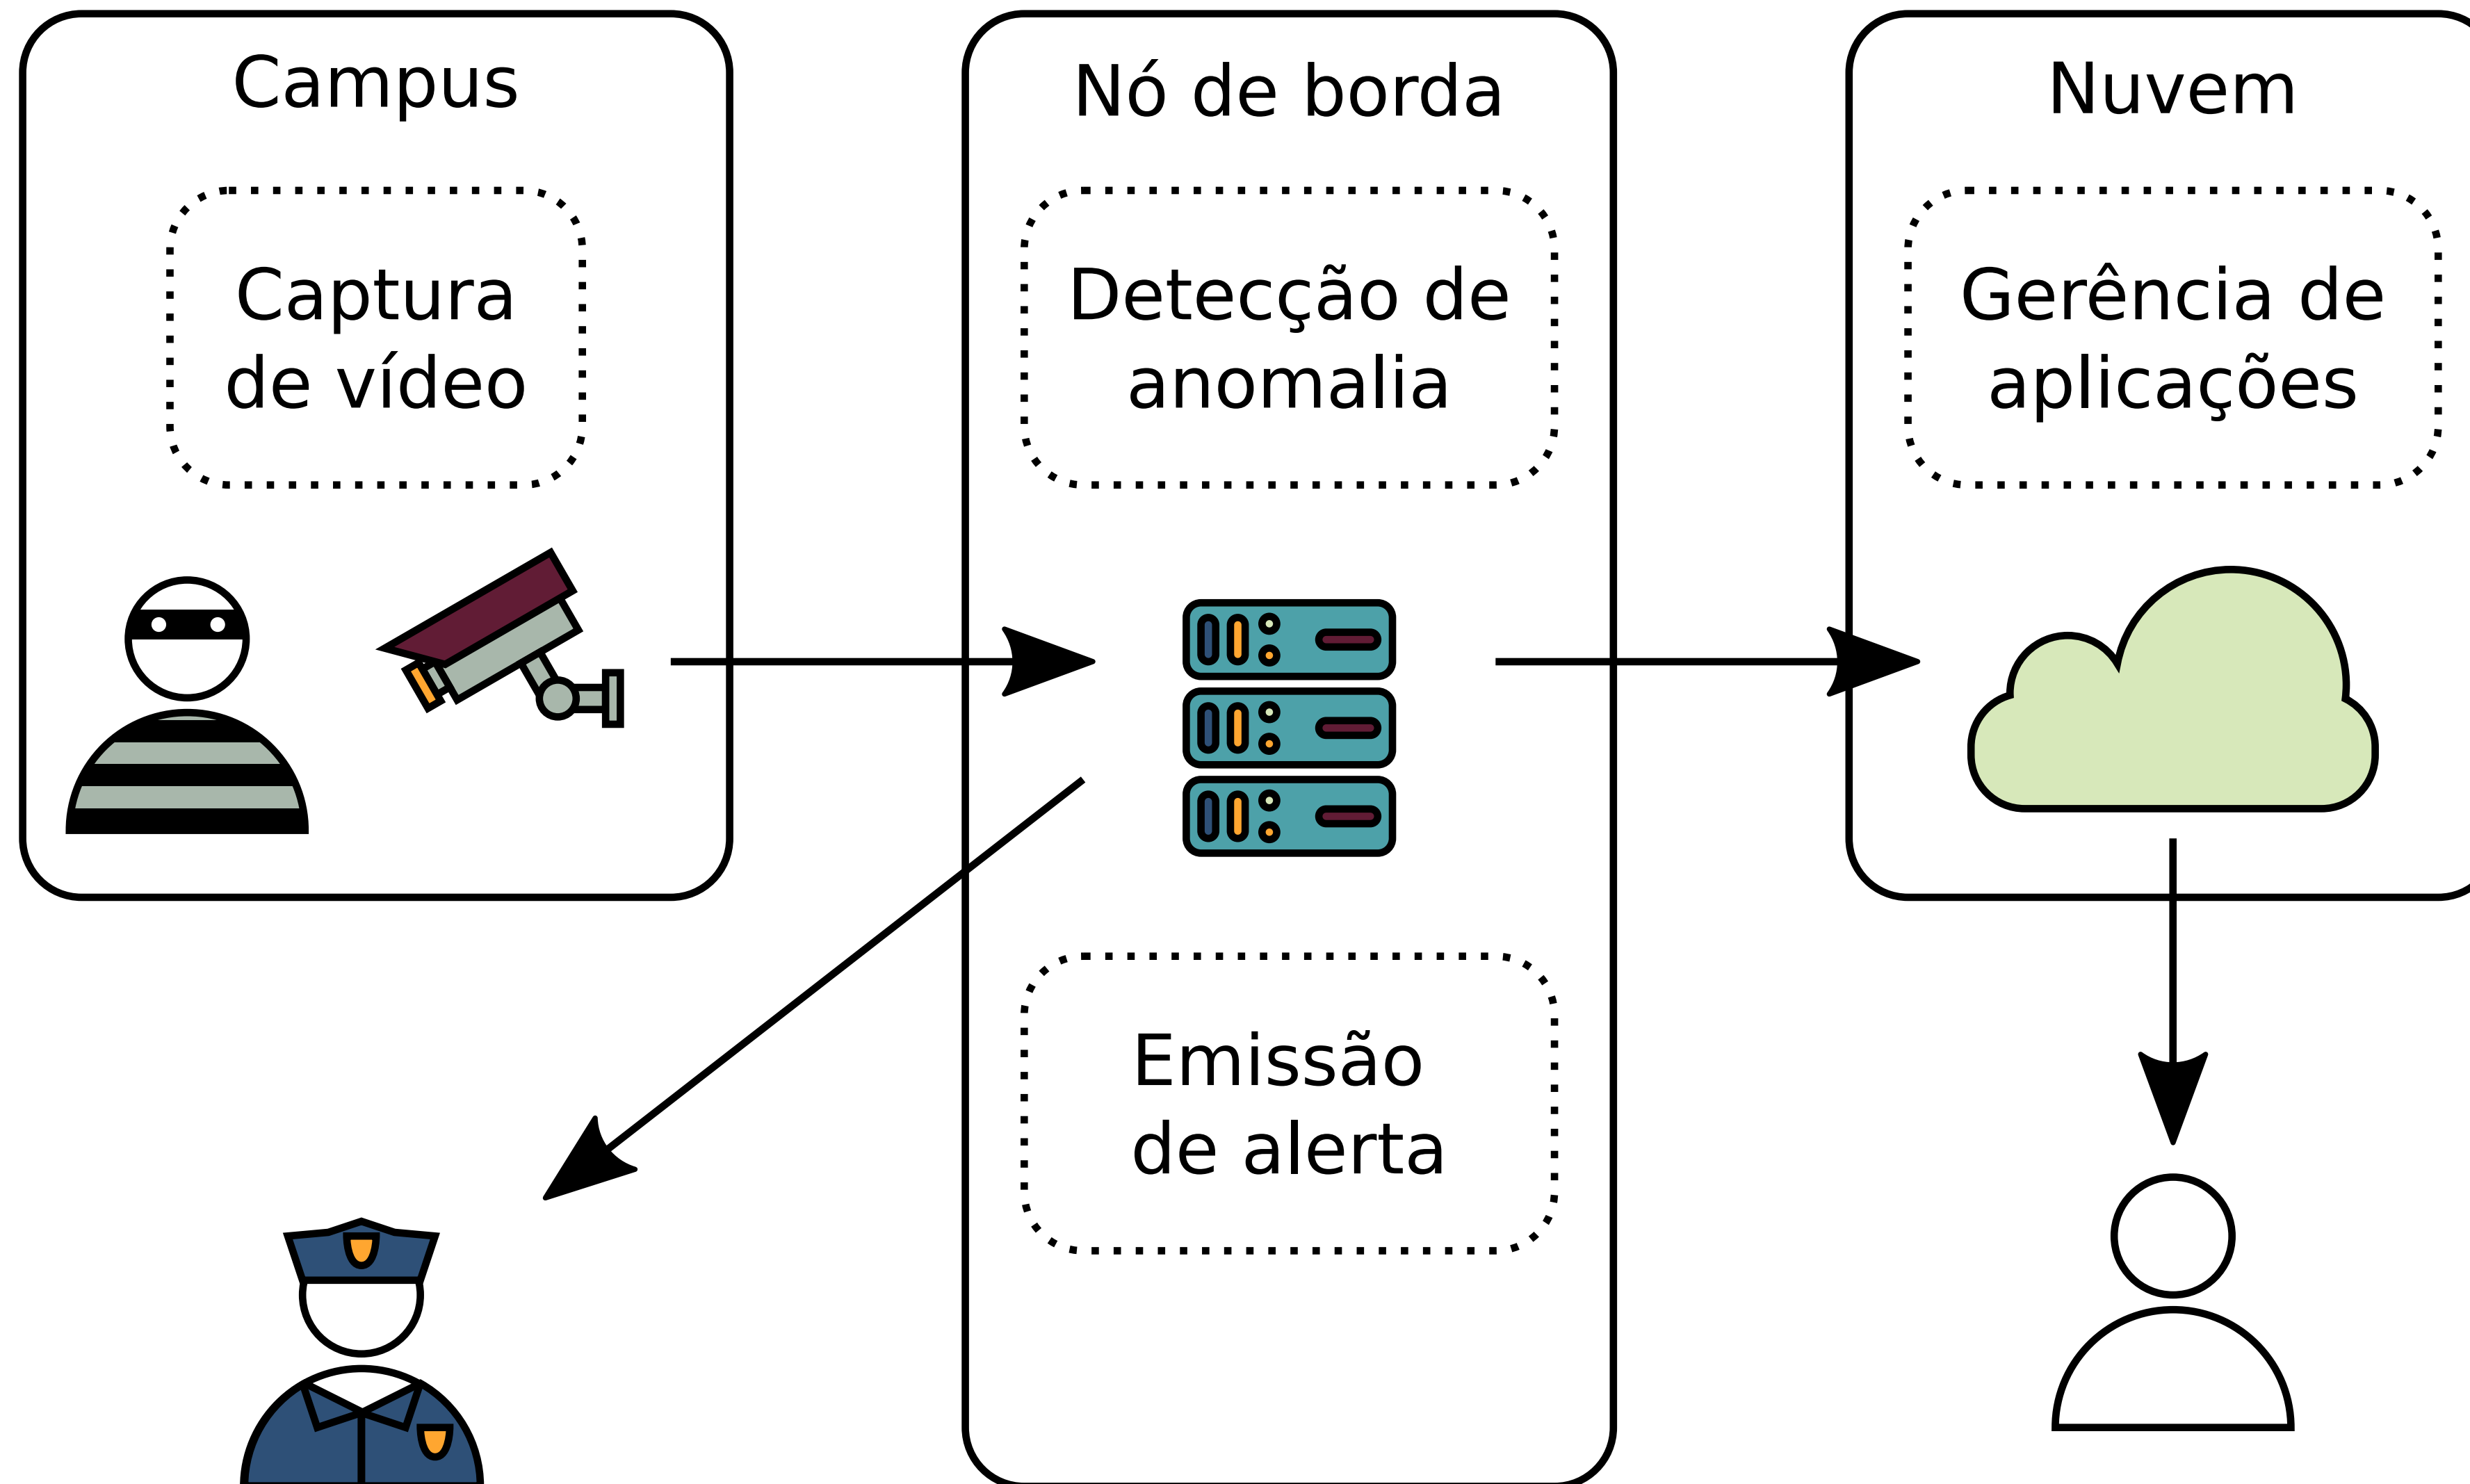 Campus
Captura
de vídeo
Nó de borda
Detecção de
anomalia
Emissão
de alerta
Nuvem
Gerência de
aplicações